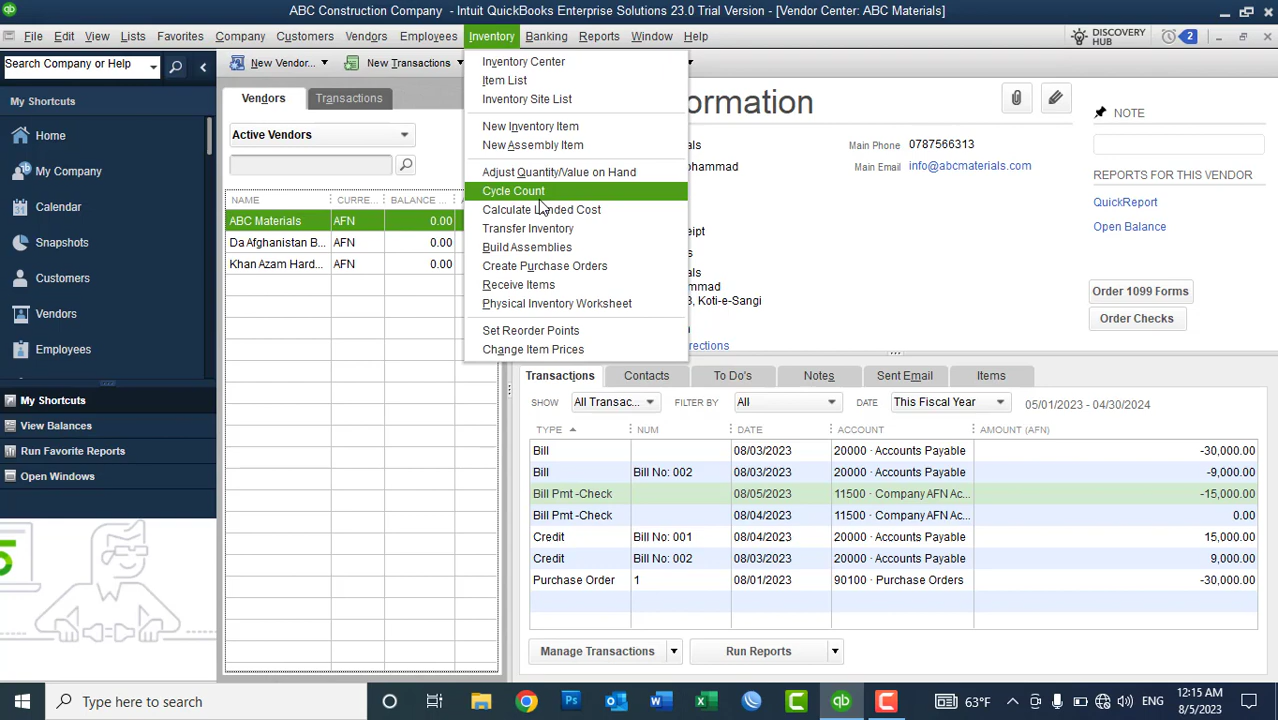 ABC Construction Company - Intuit QuickBooks Enterprise Solutions 23.0 Trial Version - [Vendor Center: ABC Materials]
File Edit View Lists Favorites Company Customers Vendors Employees Inventory Banking Reports Window Help
DISCOVERY HUB 2
Search Company or Help
My Shortcuts
Home
My Company
Calendar
Snapshots
Customers
Vendors
Employees
My Shortcuts
View Balances
Run Favorite Reports
Open Windows
New Vendor... New Transactions
Vendors Transactions
Active Vendors
NAME CURRE... BALANCE ...
ABC Materials AFN 0.00
Da Afghanistan B... AFN 0.00
Khan Azam Hard... AFN 0.00
Inventory Center
Item List
Inventory Site List
New Inventory Item
New Assembly Item
Adjust Quantity/Value on Hand
Cycle Count
Calculate Landed Cost
Transfer Inventory
Build Assemblies
Create Purchase Orders
Receive Items
Physical Inventory Worksheet
Set Reorder Points
Change Item Prices
Main Phone 0787566313
Main Email info@abcmaterials.com
NOTE
REPORTS FOR THIS VENDOR
QuickReport
Open Balance
Order 1099 Forms
Order Checks
Transactions Contacts To Do's Notes Sent Email Items
SHOW All Transac... FILTER BY All DATE This Fiscal Year 05/01/2023 - 04/30/2024
TYPE NUM DATE ACCOUNT AMOUNT (AFN)
Bill 08/03/2023 20000 · Accounts Payable -30,000.00
Bill Bill No: 002 08/03/2023 20000 · Accounts Payable -9,000.00
Bill Pmt -Check 08/05/2023 11500 · Company AFN Ac... -15,000.00
Bill Pmt -Check 08/04/2023 11500 · Company AFN Ac... 0.00
Credit Bill No: 001 08/04/2023 20000 · Accounts Payable 15,000.00
Credit Bill No: 002 08/03/2023 20000 · Accounts Payable 9,000.00
Purchase Order 1 08/01/2023 90100 · Purchase Orders -30,000.00
Manage Transactions Run Reports
Type here to search
63°F ENG 12:15 AM
8/5/2023